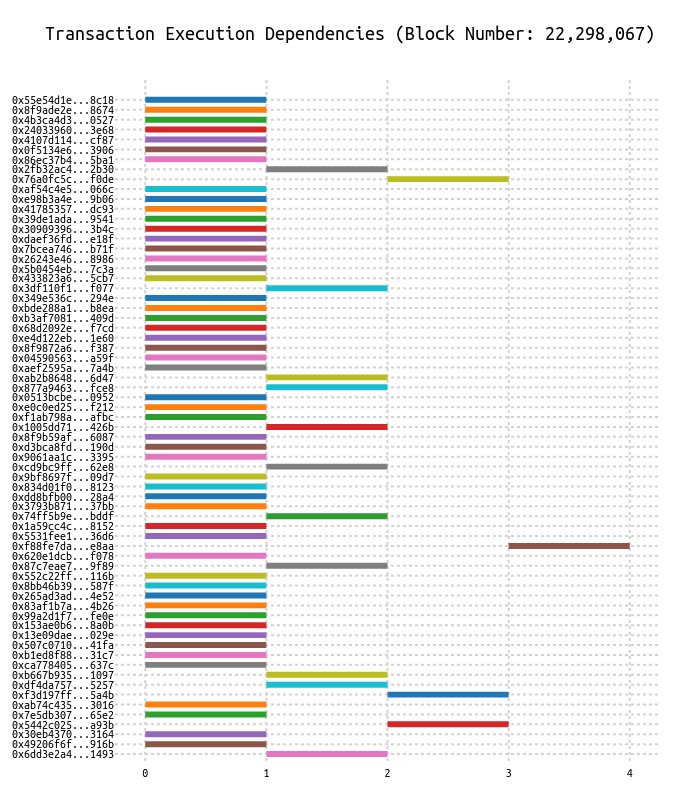 Transaction Execution Dependencies (Block Number: 22,298,067)
0x55e54d1e...8c18
0x8f9ade2e...8674
0x4b3ca4d3...0527
0x24033960...3e68
0x4107d114...cf87
0x0f5134e6...3906
0x86ec37b4...5ba1
0x2fb32ac4...2b30
0x76a0fc5c...f0de
0xaf54c4e5...066c
0xe98b3a4e...9b06
0x41785357...dc93
0x39de1ada...9541
0x30909396...3b4c
0xdaef36fd...e18f
0x7bcea746...b71f
0x26243e46...8986
0x5b0454eb...7c3a
0x433823a6...5cb7
0x3df110f1...f077
0x349e536c...294e
0xbde288a1...b8ea
0xb3af7081...409d
0x68d2092e...f7cd
0xe4d122eb...1e60
0x8f9872a6...f387
0x04590563...a59f
0xaef2595a...7a4b
0xab2b8648...6d47
0x877a9463...fce8
0x0513bcbe...0952
0xe0c0ed25...f212
0xf1ab798a...afbc
0x1005dd71...426b
0x8f9b59af...6087
0xd3bca8fd...190d
0x9061aa1c...3395
0xcd9bc9ff...62e8
0x9bf8697f...09d7
0x834d01f0...8123
0xdd8bfb00...28a4
0x3793b871...37bb
0x74ff5b9e...bddf
0x1a59cc4c...8152
0x5531fee1...36d6
0xf88fe7da...e8aa
0x620e1dcb...f078
0x87c7eae7...9f89
0x552c22ff...116b
0x8bb46b39...587f
0x265ad3ad...4e52
0x83af1b7a...4b26
0x99a2d1f7...fe0e
0x153ae0b6...8a0b
0x13e09dae...029e
0x507c0710...41fa
0xb1ed8f88...31c7
0xca778405...637c
0xb667b935...1097
0xdf4da757...5257
0xf3d197ff...5a4b
0xab74c435...3016
0x7e5db307...65e2
0x5442c025...a93b
0x30eb4370...3164
0x49206f6f...916b
0x6dd3e2a4...1493
0 1 2 3 4